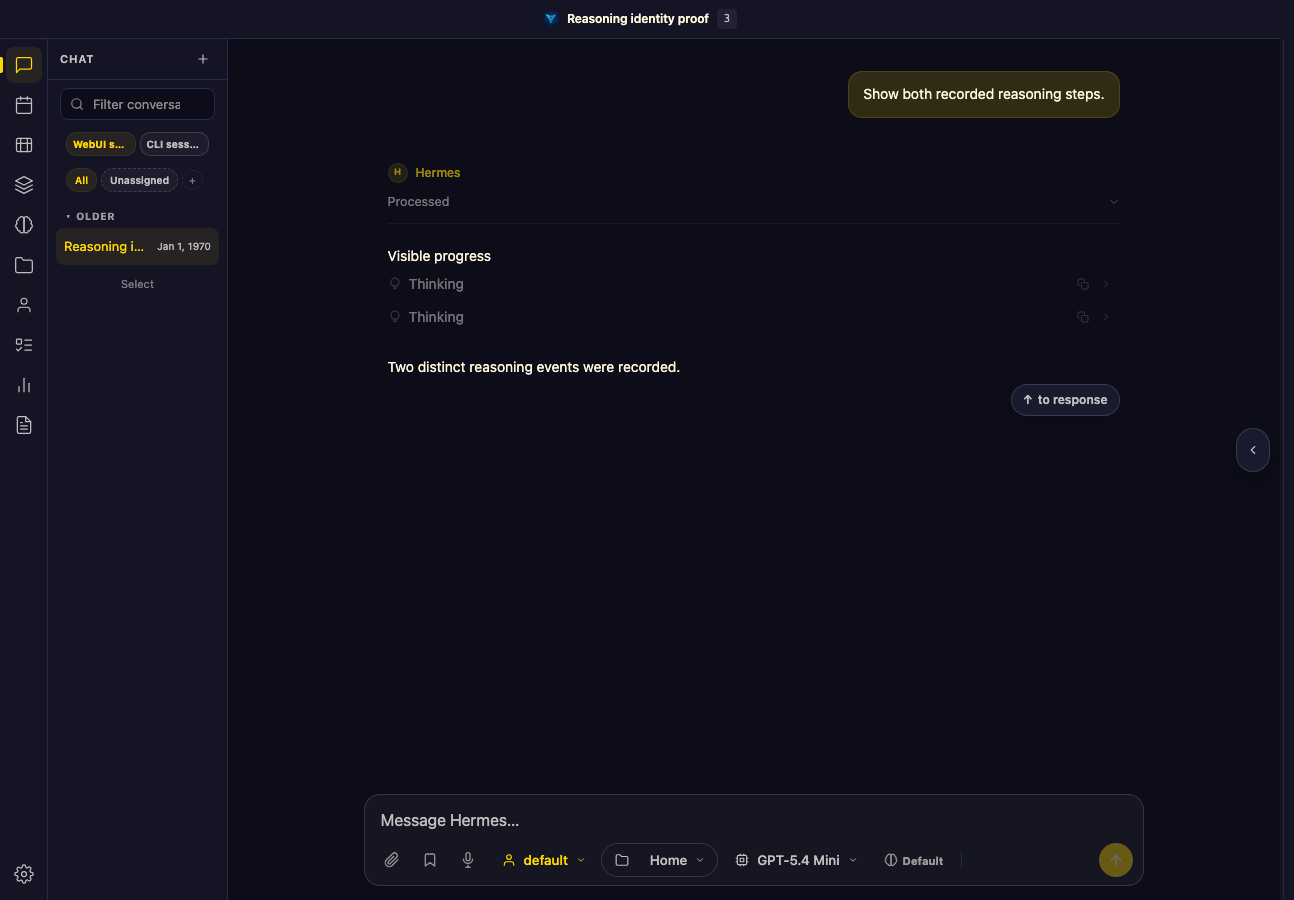 Reasoning identity proof 3
CHAT
Filter conversa
WebUI s... CLI sess...
All Unassigned +
OLDER
Reasoning i... Jan 1, 1970
Select
Show both recorded reasoning steps.
H Hermes
Processed
Visible progress
Thinking
Thinking
Two distinct reasoning events were recorded.
↑ to response
Message Hermes...
default Home GPT-5.4 Mini Default